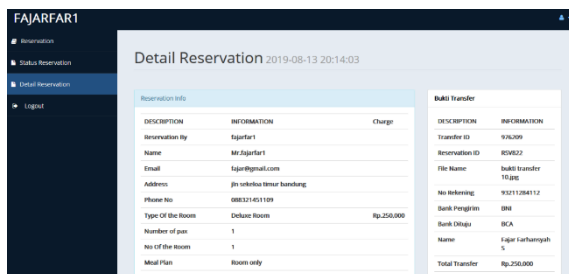 FAJARFAR1
Reservation
Status Reservation
Detail Reservation
Logout
Detail Reservation 2019-08-13 20:14:03
Reservation Info
DESCRIPTION INFORMATION Charge
Reservation By fajarfar1
Name Mr.fajarfar1
Email fajar@gmail.com
Address jln sekeloa timur bandung
Phone No 088321451109
Type Of the Room Deluxe Room Rp.250.000
Number of pax 1
No Of the Room 1
Meal Plan Room only
Bukti Transfer
DESCRIPTION INFORMATION
Transfer ID 976209
Reservation ID RSV822
File Name bukti transfer
10.jpg
No Rekening 93211284112
Bank Pengirim BNI
Bank Dituju BCA
Name Fajar Farhansyah
S
Total Transfer Rp.250.000